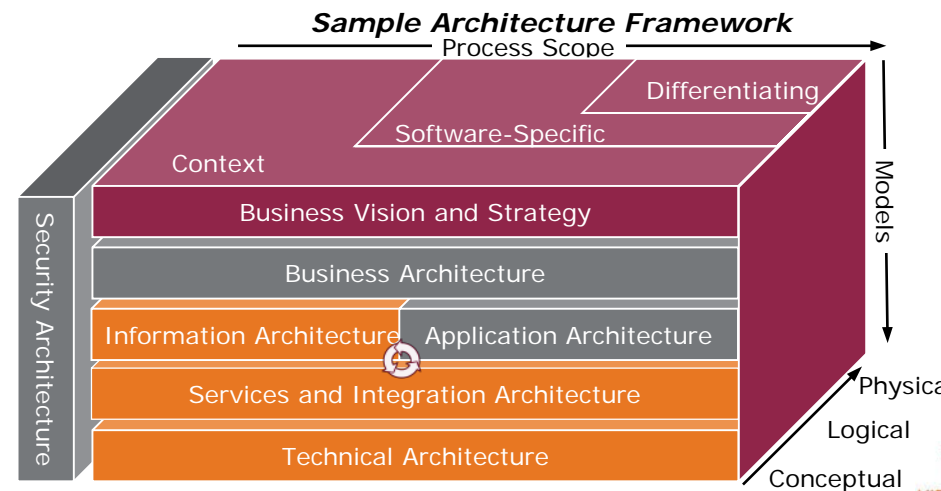 Sample Architecture Framework
Process Scope
Differentiating
Software-Specific
Context
Models
Security Architecture
Business Vision and Strategy
Business Architecture
Information Architecture
Application Architecture
Services and Integration Architecture
Technical Architecture
Physica
Logical
Conceptual